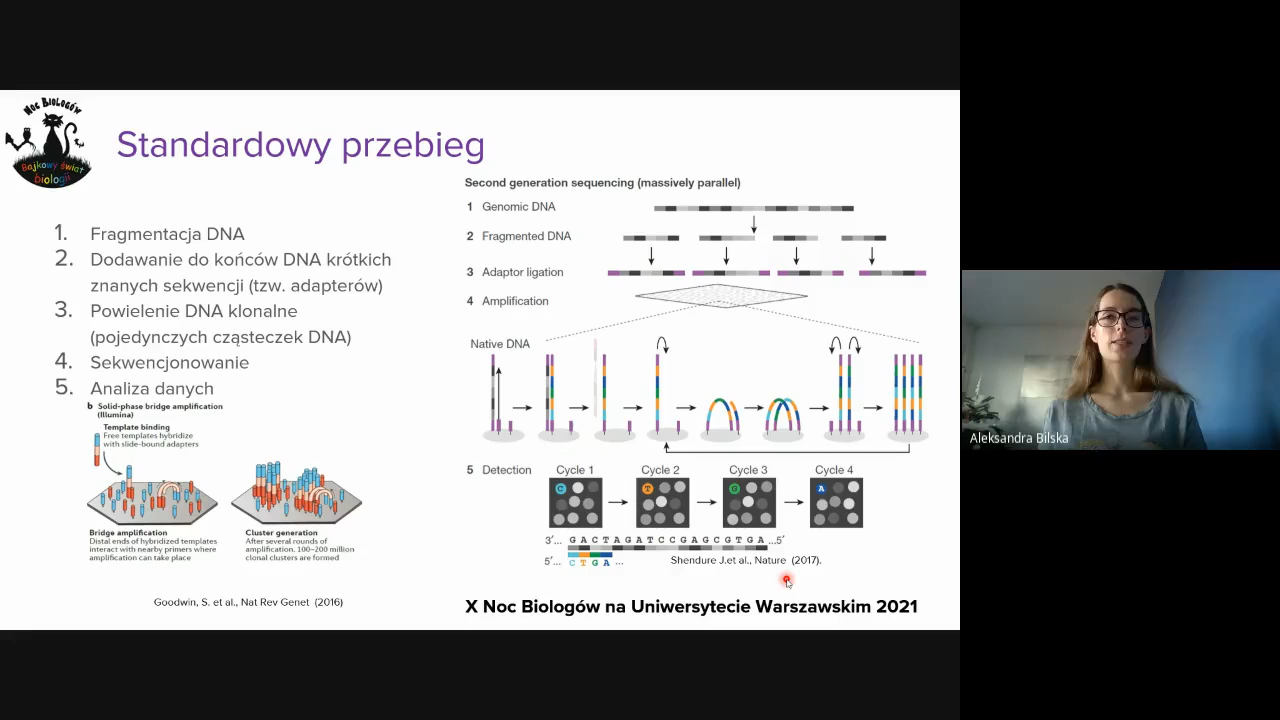 Noc Biologów
Bajkowy świat
biologii
Standardowy przebieg
1. Fragmentacja DNA
2. Dodawanie do końców DNA krótkich
znanych sekwencji (tzw. adapterów)
3. Powielenie DNA klonalne
(pojedynczych cząsteczek DNA)
4. Sekwencjonowanie
5. Analiza danych
b Solid-phase bridge amplification
(Illumina)
Template binding
Free templates hybridize
with slide-bound adapters
Bridge amplification
Distal ends of hybridized templates
interact with nearby primers where
amplification can take place
Cluster generation
After several rounds of
amplification, 100–200 million
clonal clusters are formed
Goodwin, S. et al., Nat Rev Genet (2016)
Second generation sequencing (massively parallel)
1 Genomic DNA
2 Fragmented DNA
3 Adaptor ligation
4 Amplification
Native DNA
5 Detection
Cycle 1 Cycle 2 Cycle 3 Cycle 4
C T G A
3′... G A C T A G A T C C G A G C G T G A ...5′
5′... C T G A ...
Shendure J.et al., Nature (2017).
X Noc Biologów na Uniwersytecie Warszawskim 2021
Aleksandra Bilska